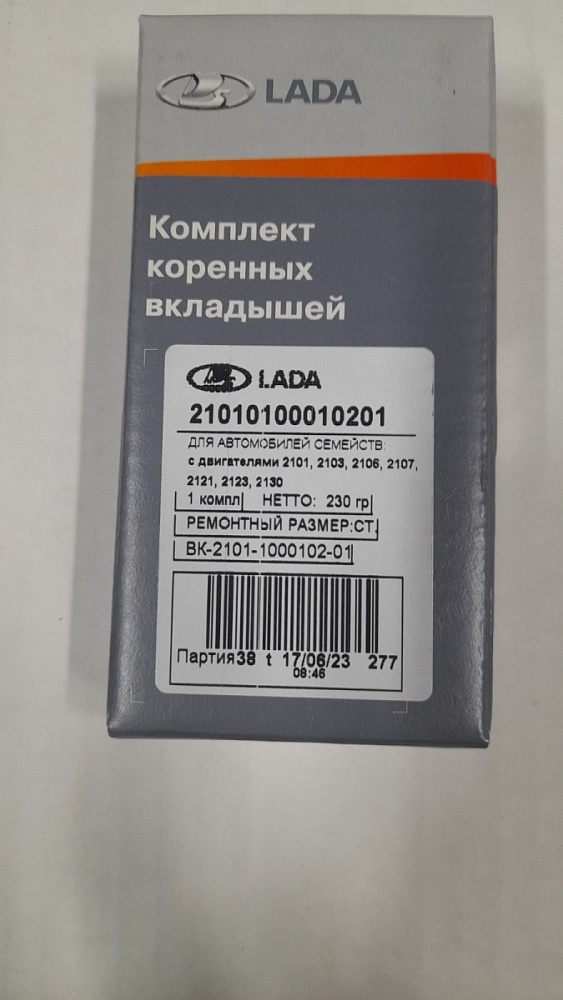 LADA
Комплект
коренных
вкладышей
LADA
21010100010201
ДЛЯ АВТОМОБИЛЕЙ СЕМЕЙСТВ:
с двигателями 2101, 2103, 2106, 2107,
2121, 2123, 2130
1 компл НЕТТО: 230 гр
РЕМОНТНЫЙ РАЗМЕР:СТ.
ВК-2101-1000102-01
Партия38 t 17/06/23 277
08:46